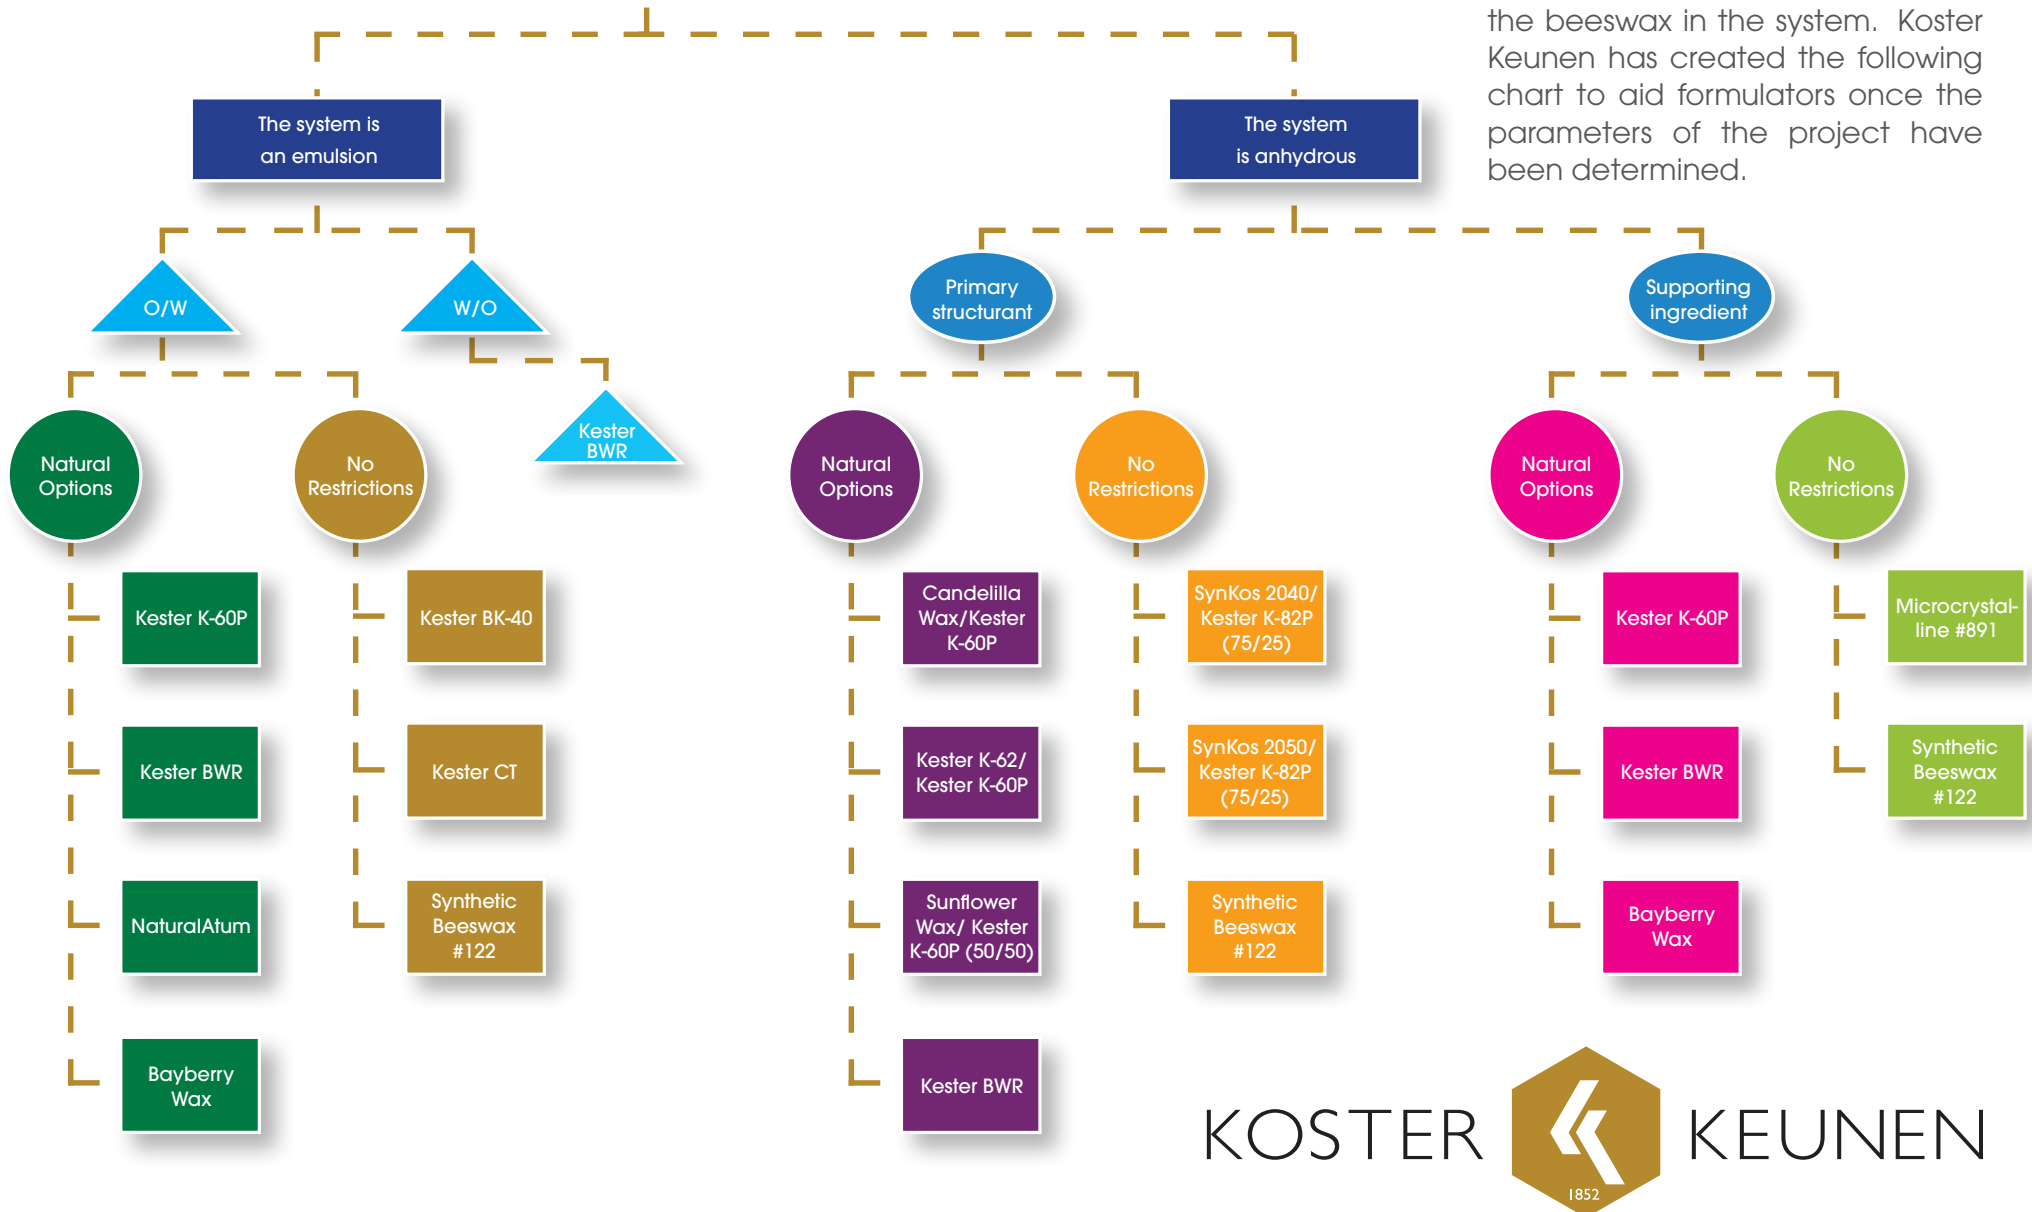 the beeswax in the system. Koster
Keunen has created the following
chart to aid formulators once the
parameters of the project have
been determined.
The system is
an emulsion
The system
is anhydrous
O/W
W/O
Primary
structurant
Supporting
ingredient
Kester
BWR
Natural
Options
No
Restrictions
Natural
Options
No
Restrictions
Natural
Options
No
Restrictions
Kester K-60P
Kester BWR
NaturalAtum
Bayberry
Wax
Kester BK-40
Kester CT
Synthetic
Beeswax
#122
Candelilla
Wax/Kester
K-60P
Kester K-62/
Kester K-60P
Sunflower
Wax/ Kester
K-60P (50/50)
Kester BWR
SynKos 2040/
Kester K-82P
(75/25)
SynKos 2050/
Kester K-82P
(75/25)
Synthetic
Beeswax
#122
Kester K-60P
Kester BWR
Bayberry
Wax
Microcrystal-
line #891
Synthetic
Beeswax
#122
KOSTER KEUNEN
1852